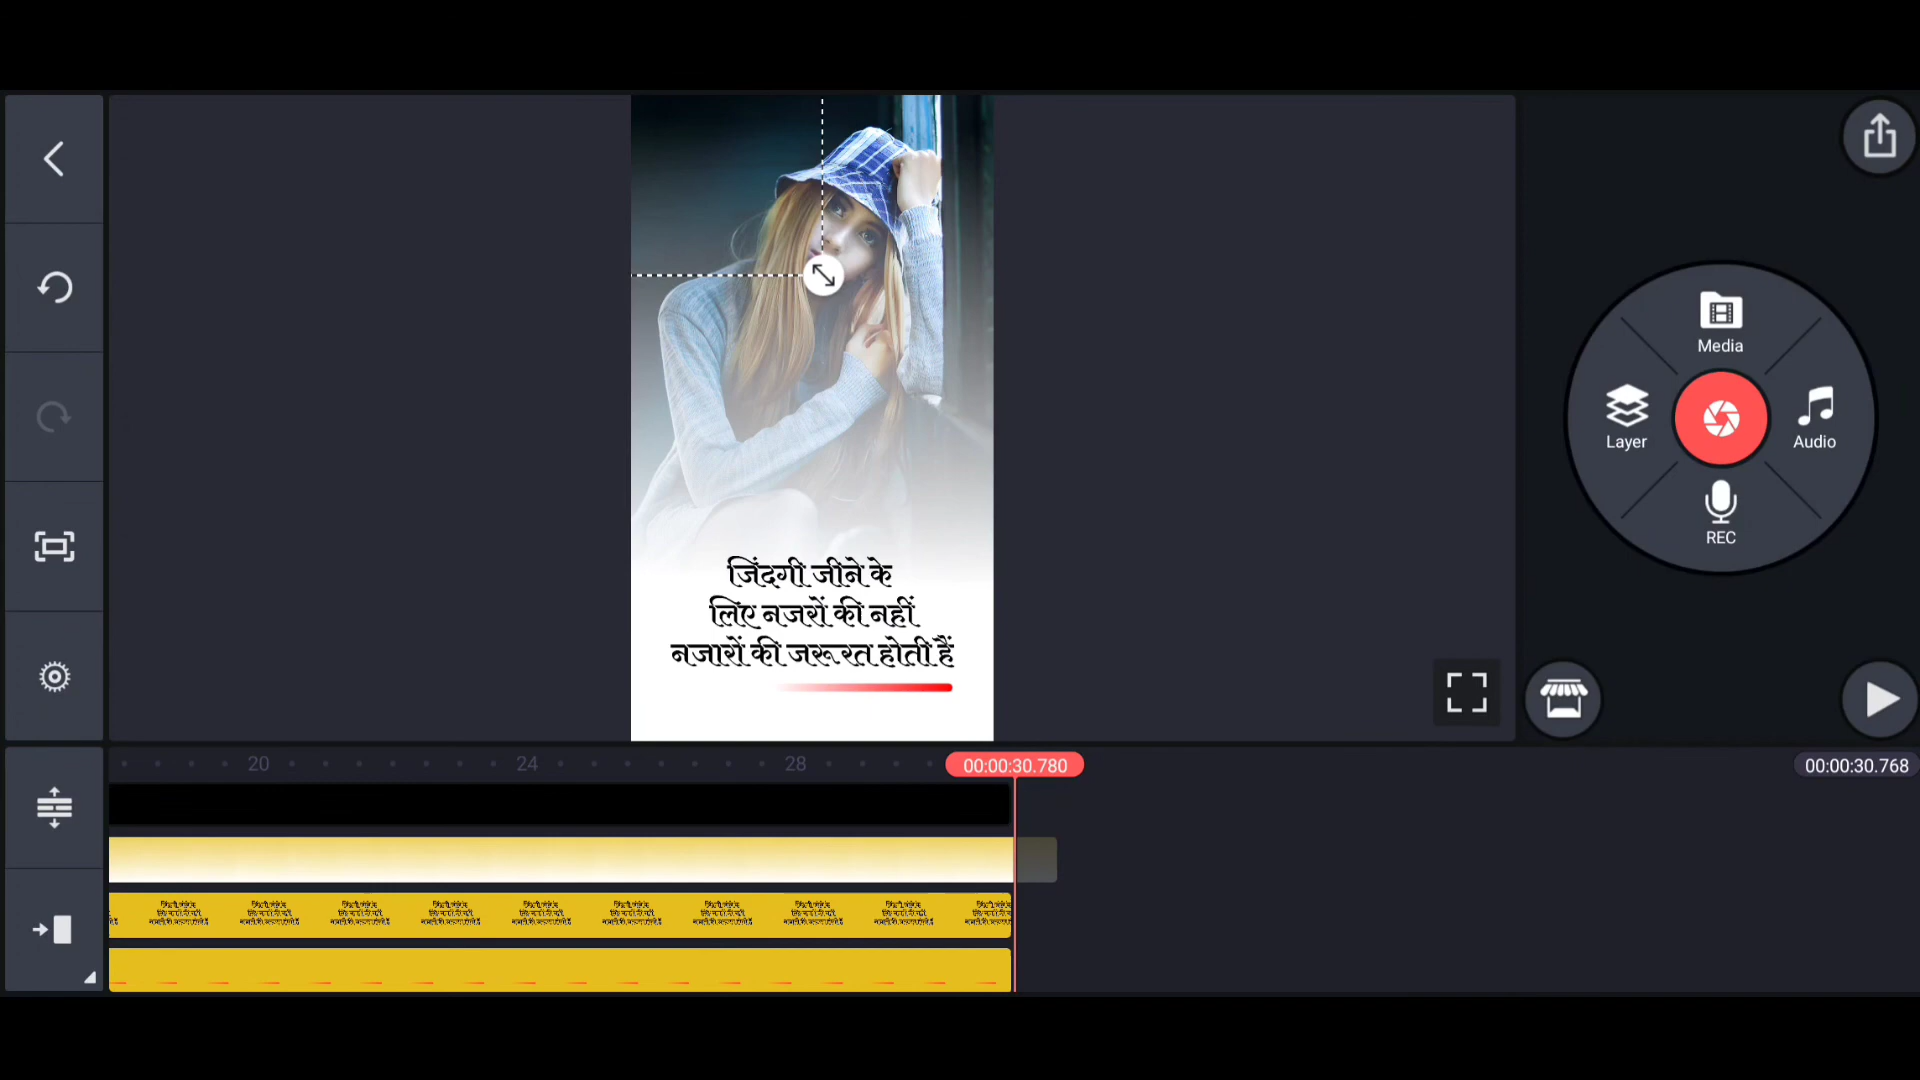 Media
Layer
Audio
REC
जिंदगी जीने के
लिए नजरों की नहीं
नजारों की जरूरत होती हैं
20
24
28
00:00:30.780
00:00:30.768